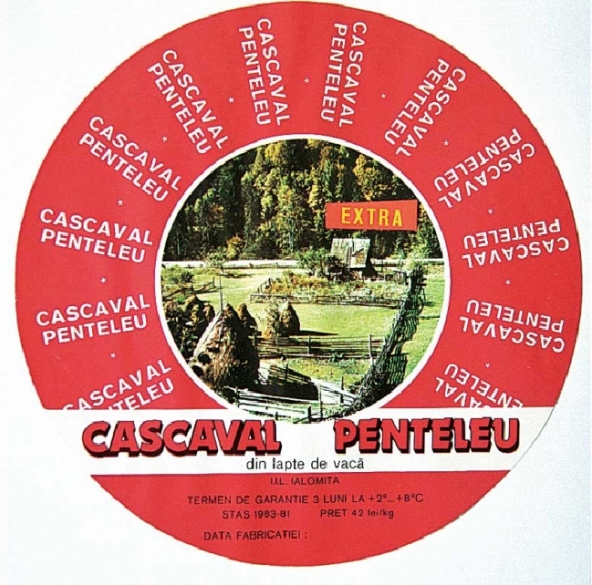 CASCAVAL
TELEU
CASCAVAL
PENTELEU
CASCAVAL
PENTELEU
CASCAVAL
PENTELEU
CASCAVAL
PENTELEU
CASCAVAL
PENTELEU
CASCAVAL
PENTELEU
CASCAVAL
PENTELEU
CASCAVAL
PENTELEU
CASCAVAL
PENTELEU
CASCAVAL
PENTELEU
CASCAVAL
PENTELEU
EXTRA
CASCAVAL PENTELEU
din lapte de vacă
I.I.L. IALOMITA
TERMEN DE GARANTIE 3 LUNI LA +2°...+8°C
STAS 1983-81 PRET 42 lei/kg
DATA FABRICATIEI :